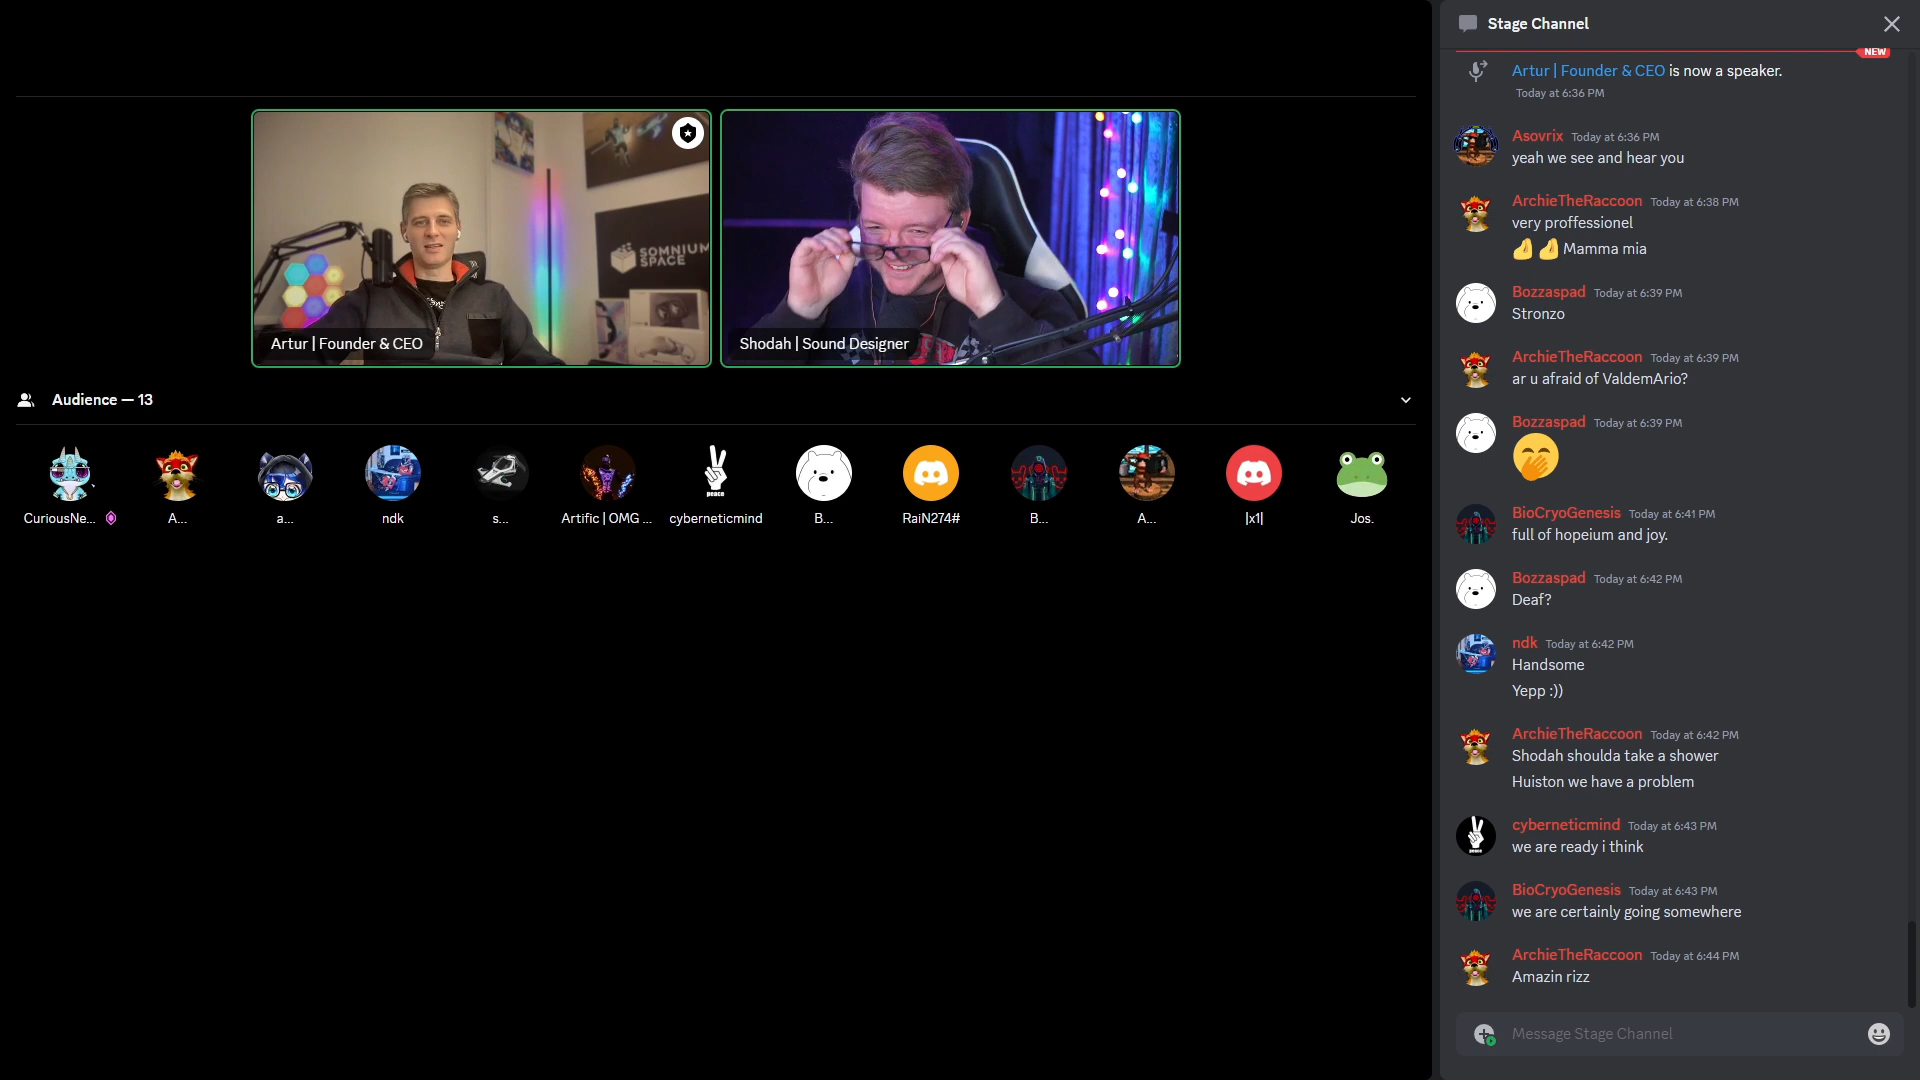 SOMNIUM
SPACE
Artur | Founder & CEO
Shodah | Sound Designer
Audience — 13
CuriousNe...
A...
a...
ndk
s...
Artific | OMG ...
cyberneticmind
B...
RaiN274#
B...
A...
|x1|
Jos.
peace
Stage Channel
NEW
Artur | Founder & CEO is now a speaker.
Today at 6:36 PM
Asovrix Today at 6:36 PM
yeah we see and hear you
ArchieTheRaccoon Today at 6:38 PM
very proffessionel
🤌 🤌 Mamma mia
Bozzaspad Today at 6:39 PM
Stronzo
ArchieTheRaccoon Today at 6:39 PM
ar u afraid of ValdemArio?
Bozzaspad Today at 6:39 PM
🤭
BioCryoGenesis Today at 6:41 PM
full of hopeium and joy.
Bozzaspad Today at 6:42 PM
Deaf?
ndk Today at 6:42 PM
Handsome
Yepp :))
ArchieTheRaccoon Today at 6:42 PM
Shodah shoulda take a shower
Huiston we have a problem
cyberneticmind Today at 6:43 PM
we are ready i think
BioCryoGenesis Today at 6:43 PM
we are certainly going somewhere
ArchieTheRaccoon Today at 6:44 PM
Amazin rizz
Message Stage Channel